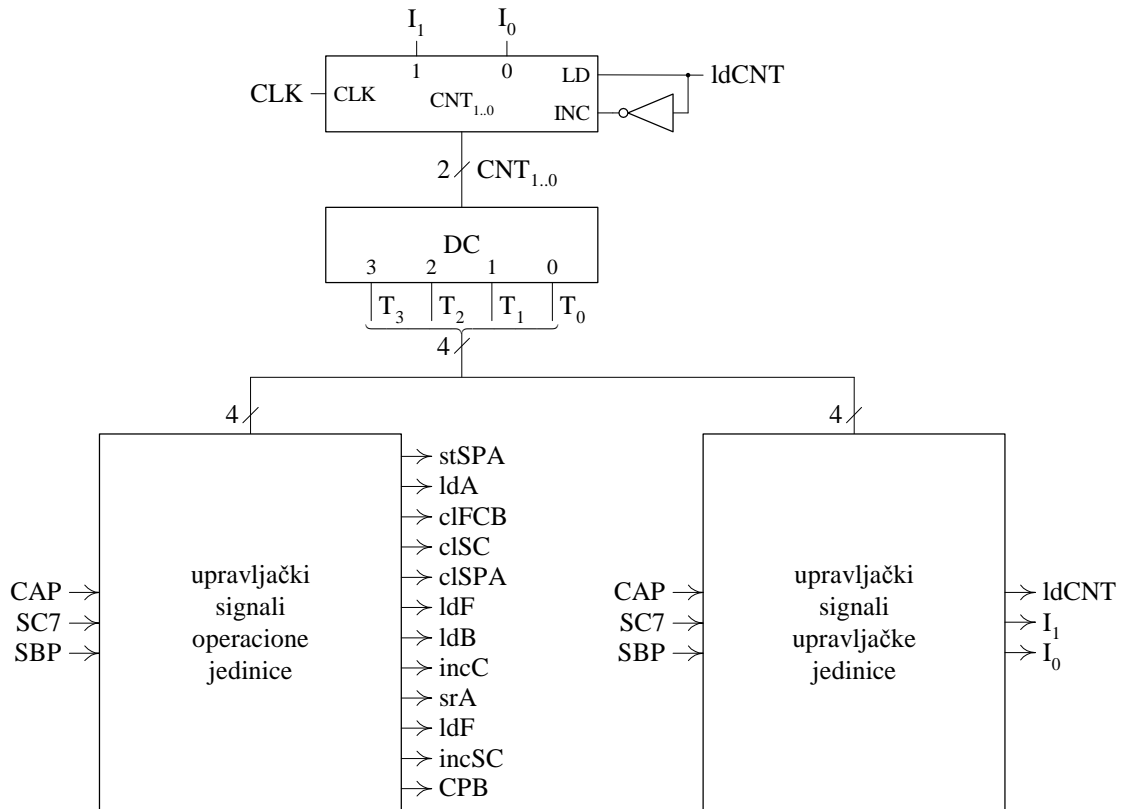 I₁ I₀
1 0 LD ldCNT
CLK CLK CNT₁..₀ INC
2 CNT₁..₀
DC
3 2 1 0
T₃ T₂ T₁ T₀
4
4 4
stSPA
ldA
clFCB
clSC
clSPA
ldF
ldB
incC
srA
ldF
incSC
CPB
CAP
SC7
SBP
upravljački
signali
operacione
jedinice
CAP
SC7
SBP
upravljački
signali
upravljačke
jedinice
ldCNT
I₁
I₀